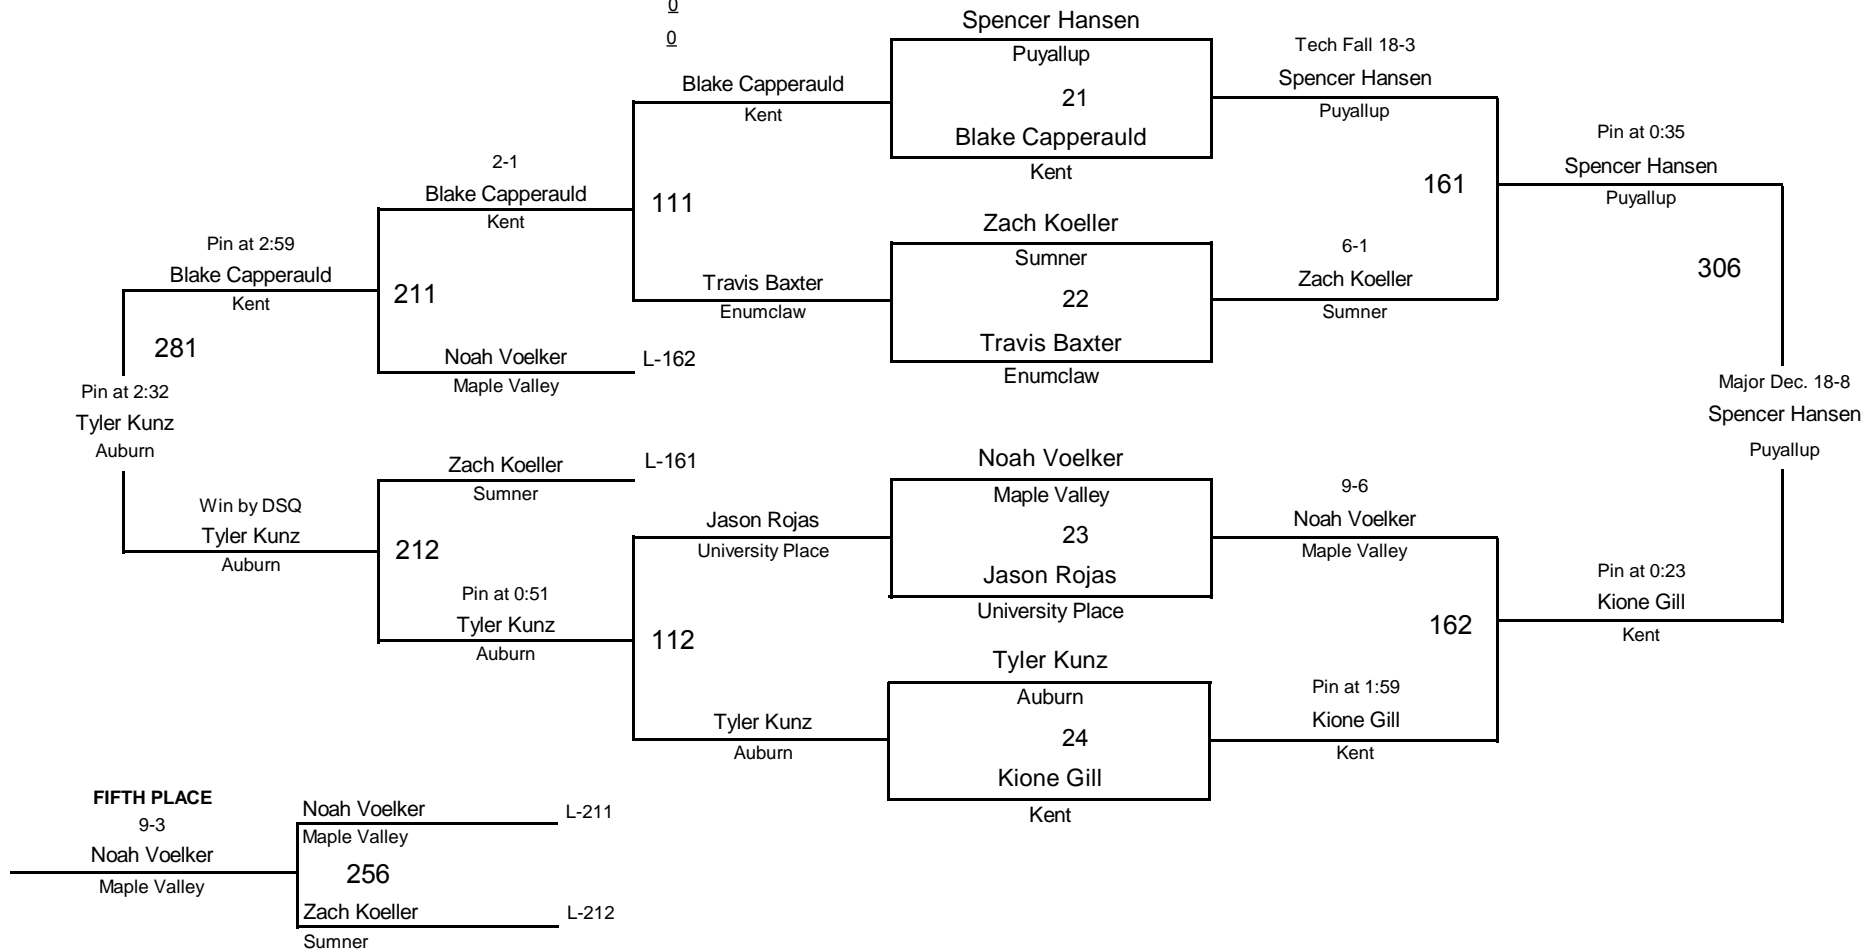 0
0
Spencer Hansen
Puyallup
21
Blake Capperauld
Kent
Tech Fall 18-3
Spencer Hansen
Puyallup
Blake Capperauld
Kent
Pin at 0:35
Spencer Hansen
Puyallup
2-1
Blake Capperauld
Kent
111
161
Zach Koeller
Sumner
22
Travis Baxter
Enumclaw
6-1
Zach Koeller
Sumner
306
Pin at 2:59
Blake Capperauld
Kent
211
Travis Baxter
Enumclaw
281
Noah Voelker
Maple Valley
L-162
Pin at 2:32
Tyler Kunz
Auburn
Major Dec. 18-8
Spencer Hansen
Puyallup
Zach Koeller
Sumner
L-161
Noah Voelker
Maple Valley
23
Jason Rojas
University Place
9-6
Noah Voelker
Maple Valley
Win by DSQ
Tyler Kunz
Auburn
212
Jason Rojas
University Place
Pin at 0:51
Tyler Kunz
Auburn
112
162
Pin at 0:23
Kione Gill
Kent
Tyler Kunz
Auburn
24
Kione Gill
Kent
Pin at 1:59
Kione Gill
Kent
Tyler Kunz
Auburn
FIFTH PLACE
9-3
Noah Voelker
Maple Valley
Noah Voelker
L-211
Maple Valley
256
Zach Koeller
L-212
Sumner